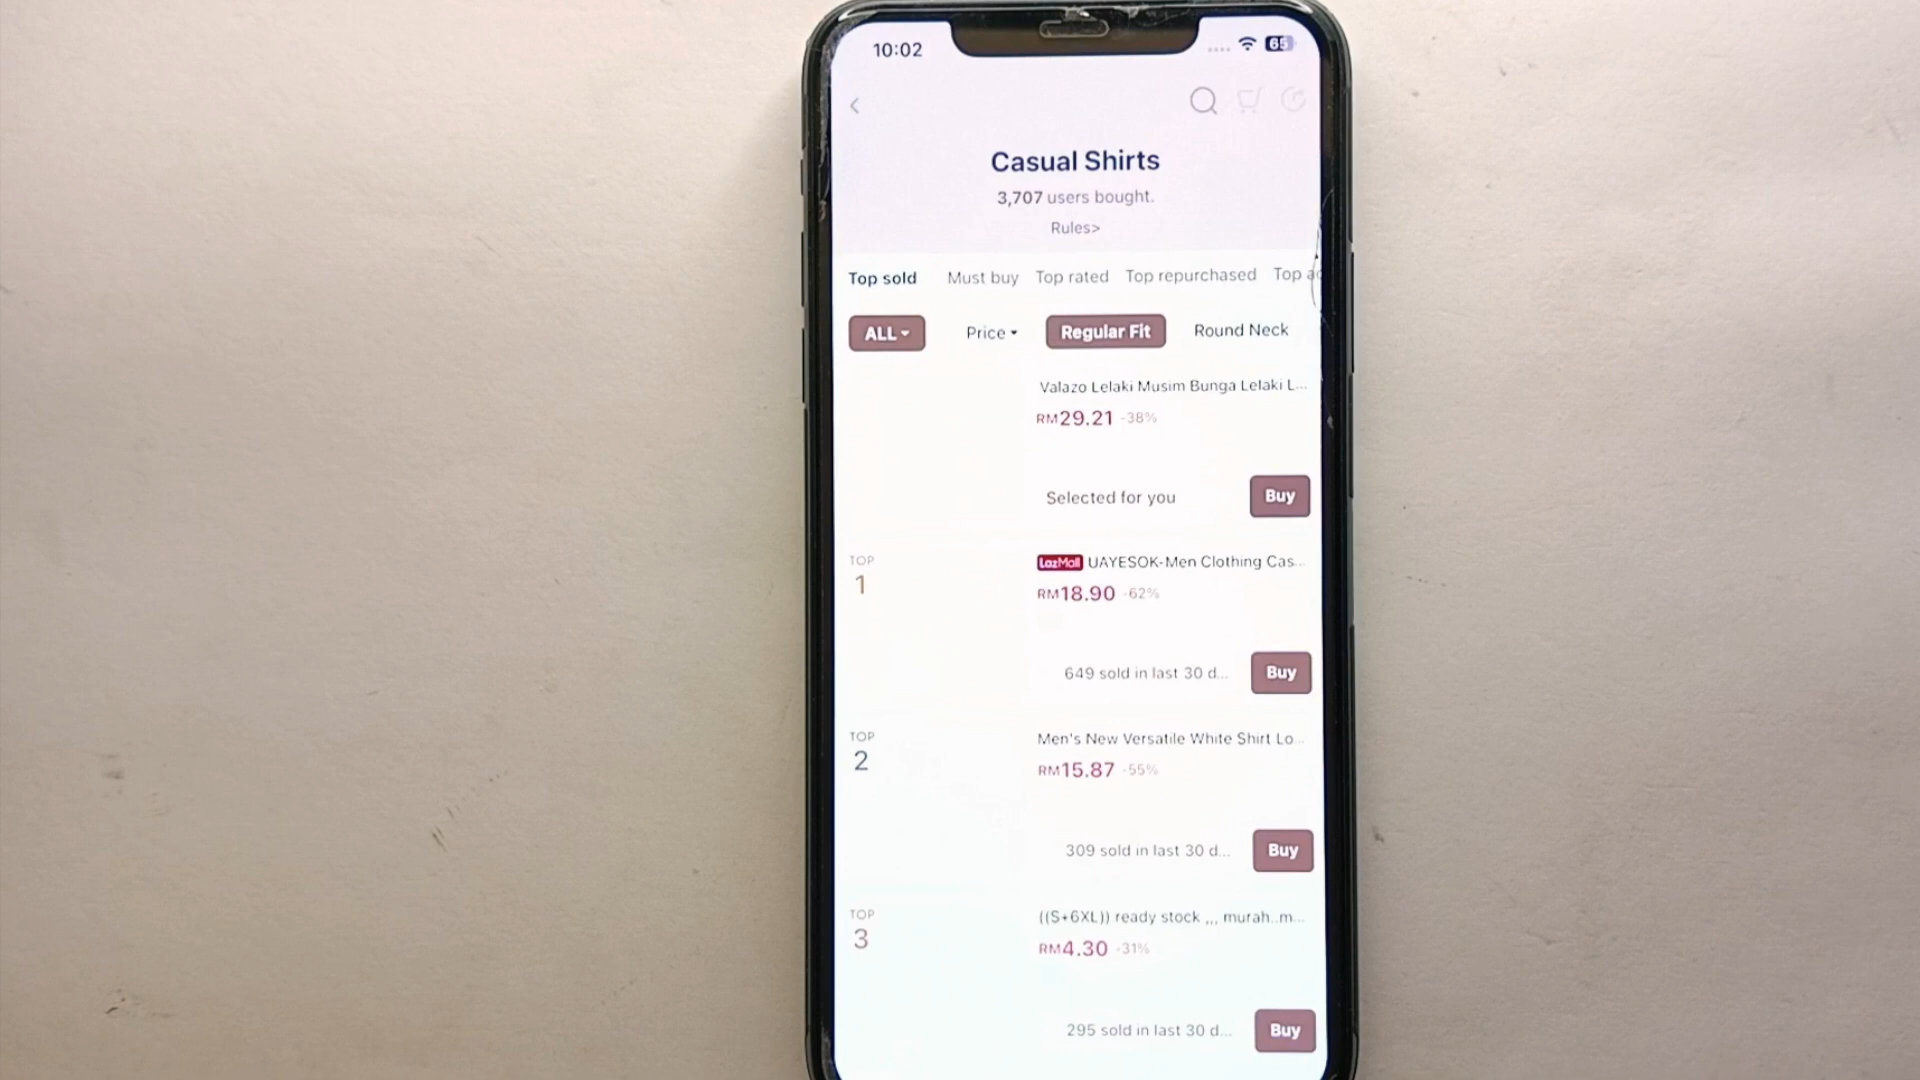 10:02
65
Casual Shirts
3,707 users bought.
Rules>
Top sold Must buy Top rated Top repurchased Top
ALL Price Regular Fit Round Neck
Valazo Lelaki Musim Bunga Lelaki L...
RM29.21 -38%
Selected for you Buy
TOP
1
LazMall UAYESOK-Men Clothing Cas...
RM18.90 -62%
649 sold in last 30 d... Buy
TOP
2
Men's New Versatile White Shirt Lo...
RM15.87 -55%
309 sold in last 30 d... Buy
TOP
3
((S+6XL)) ready stock ,,, murah..m...
RM4.30 -31%
295 sold in last 30 d... Buy